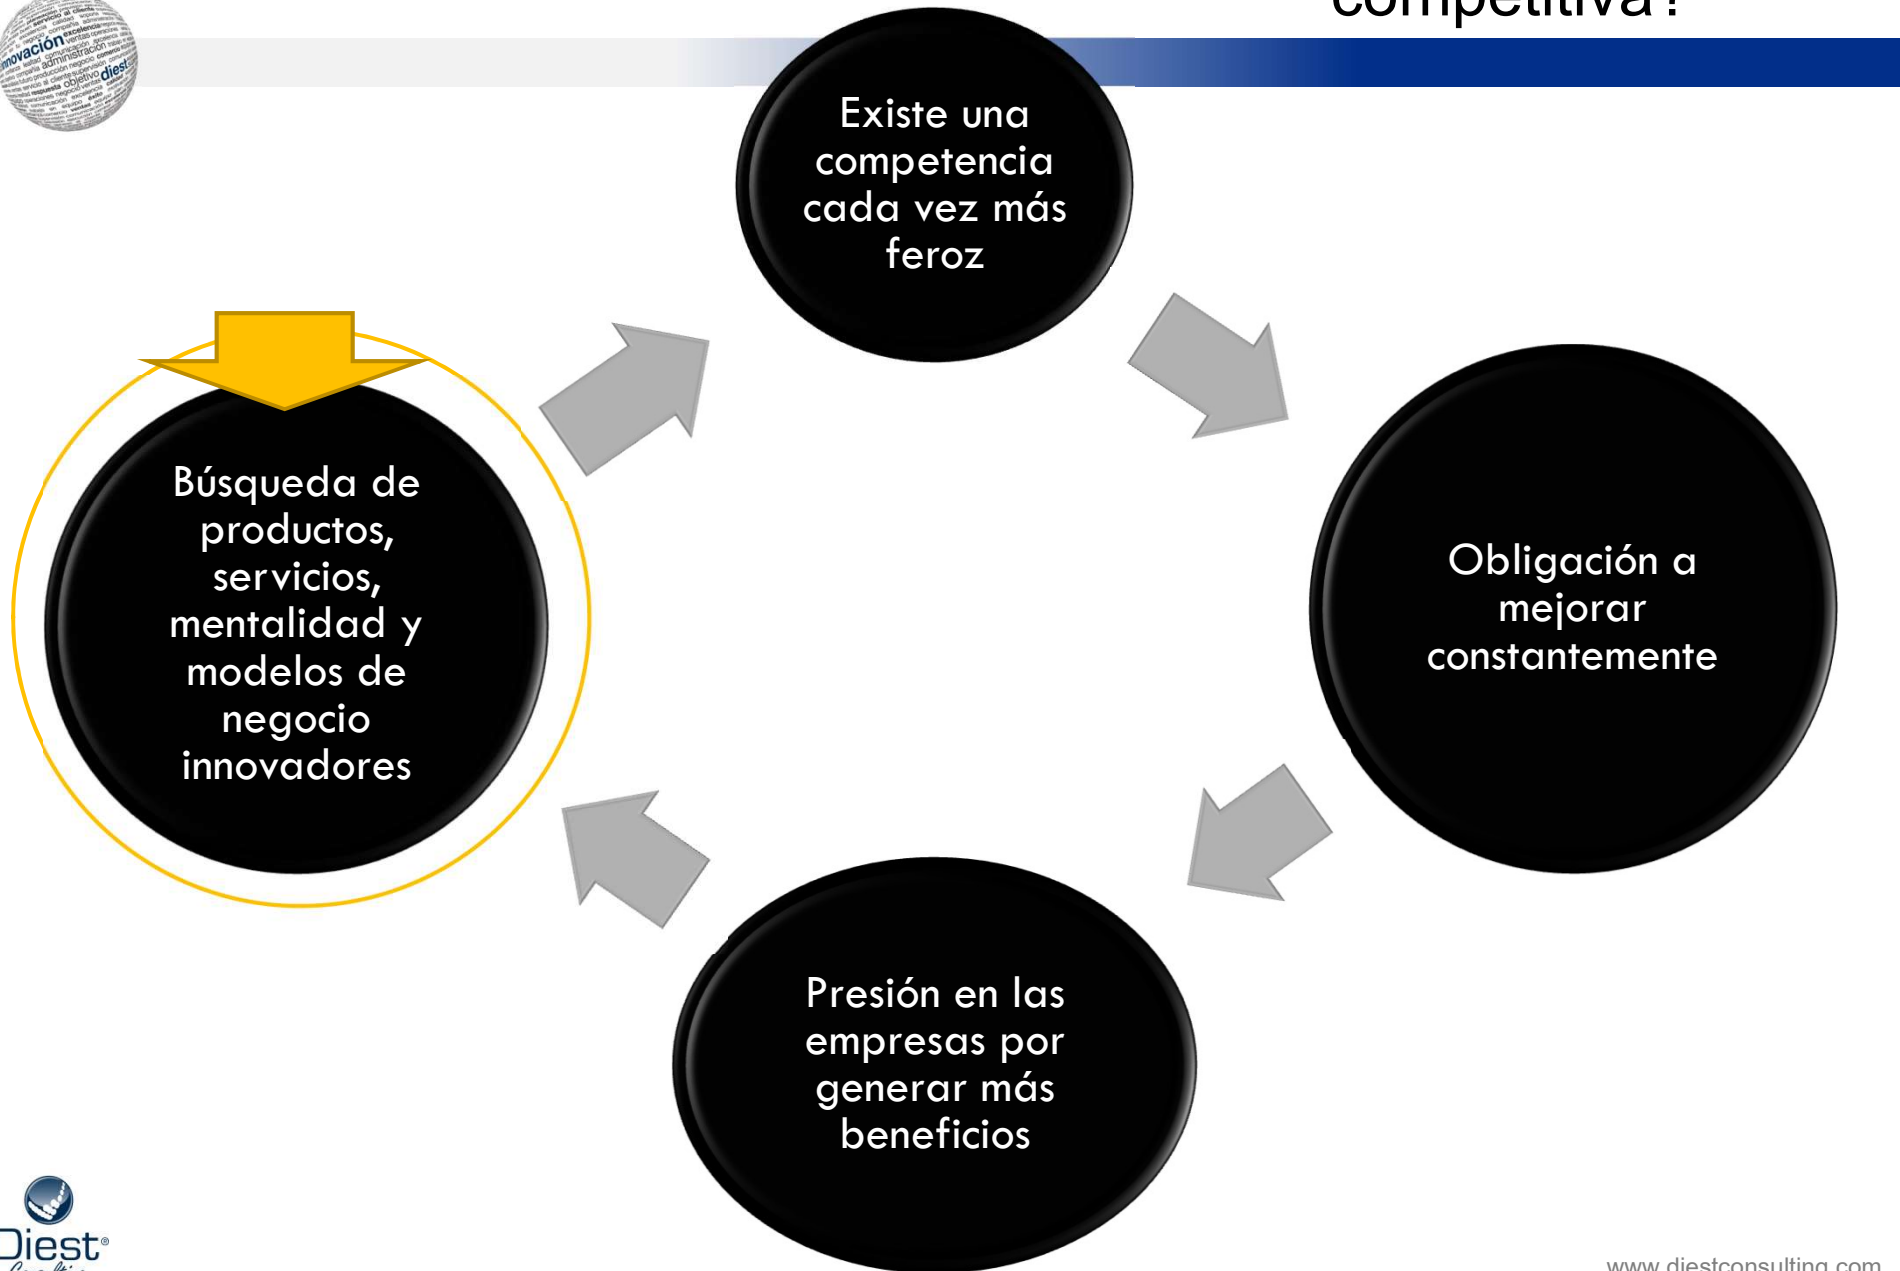 competitiva?
Existe una
competencia
cada vez más
feroz
Obligación a
mejorar
constantemente
Presión en las
empresas por
generar más
beneficios
Búsqueda de
productos,
servicios,
mentalidad y
modelos de
negocio
innovadores
Diest®
www.diestconsulting.com